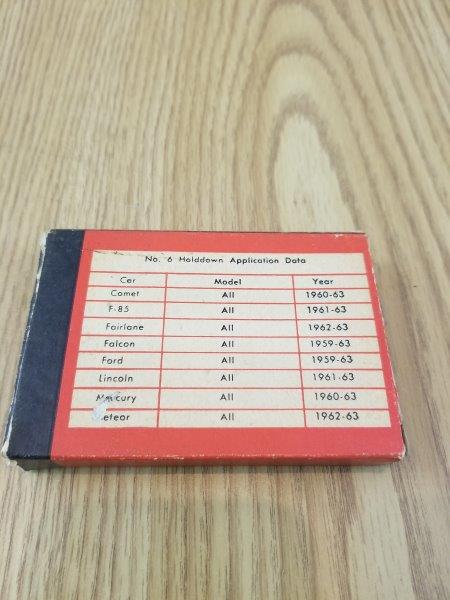 No. 6 Holddown Application Data
Car Model Year
Comet All 1960-63
F-85 All 1961-63
Fairlane All 1962-63
Falcon All 1959-63
Ford All 1959-63
Lincoln All 1961-63
Mercury All 1960-63
eteor All 1962-63